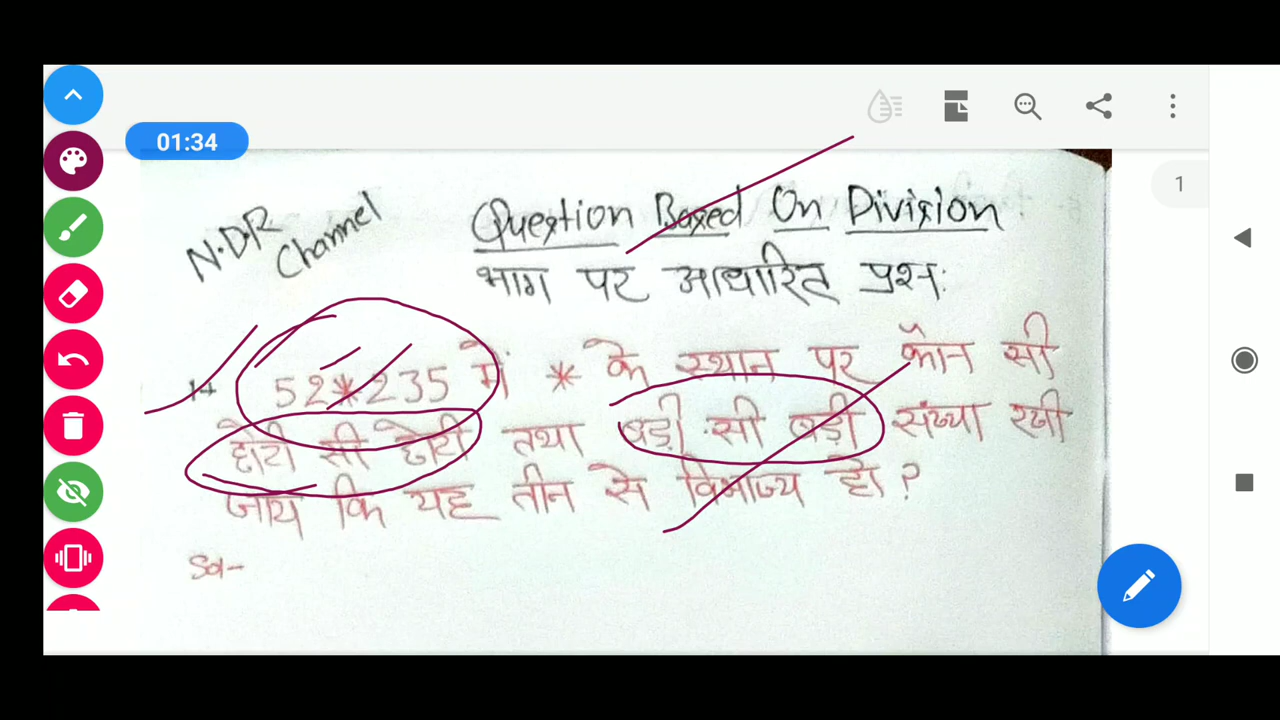 01:34
1
N.D.R
Channel
Question Based On Division
भाग पर आधारित प्रश्न:
1+ 52*235 में * के स्थान पर कौन सी
छोटी सी छोटी तथा बड़ी सी बड़ी संख्या रखी
जाय कि यह तीन से विभाज्य हो?
Sol-